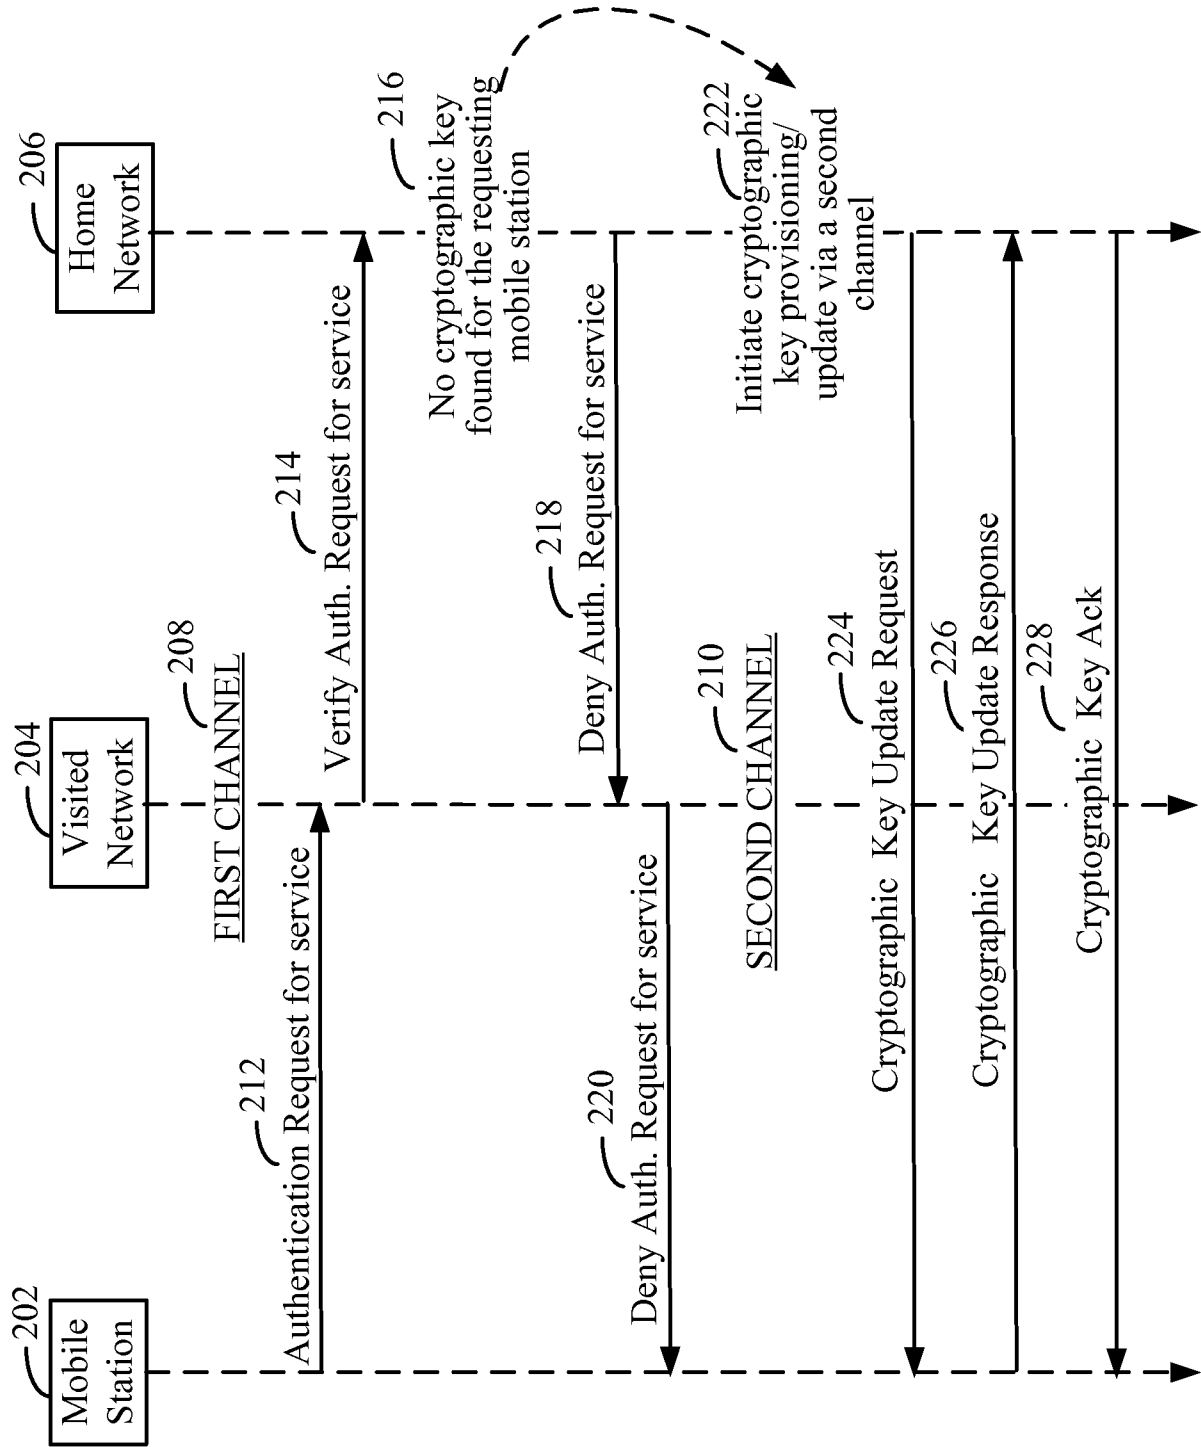 202
Mobile
Station
204
Visited
Network
206
Home
Network
208
FIRST CHANNEL
212
Authentication Request for service
214
Verify Auth. Request for service
216
No cryptographic key
found for the requesting
mobile station
218
Deny Auth. Request for service
220
Deny Auth. Request for service
210
SECOND CHANNEL
222
Initiate cryptographic
key provisioning/
update via a second
channel
224
Cryptographic Key Update Request
226
Cryptographic Key Update Response
228
Cryptographic Key Ack